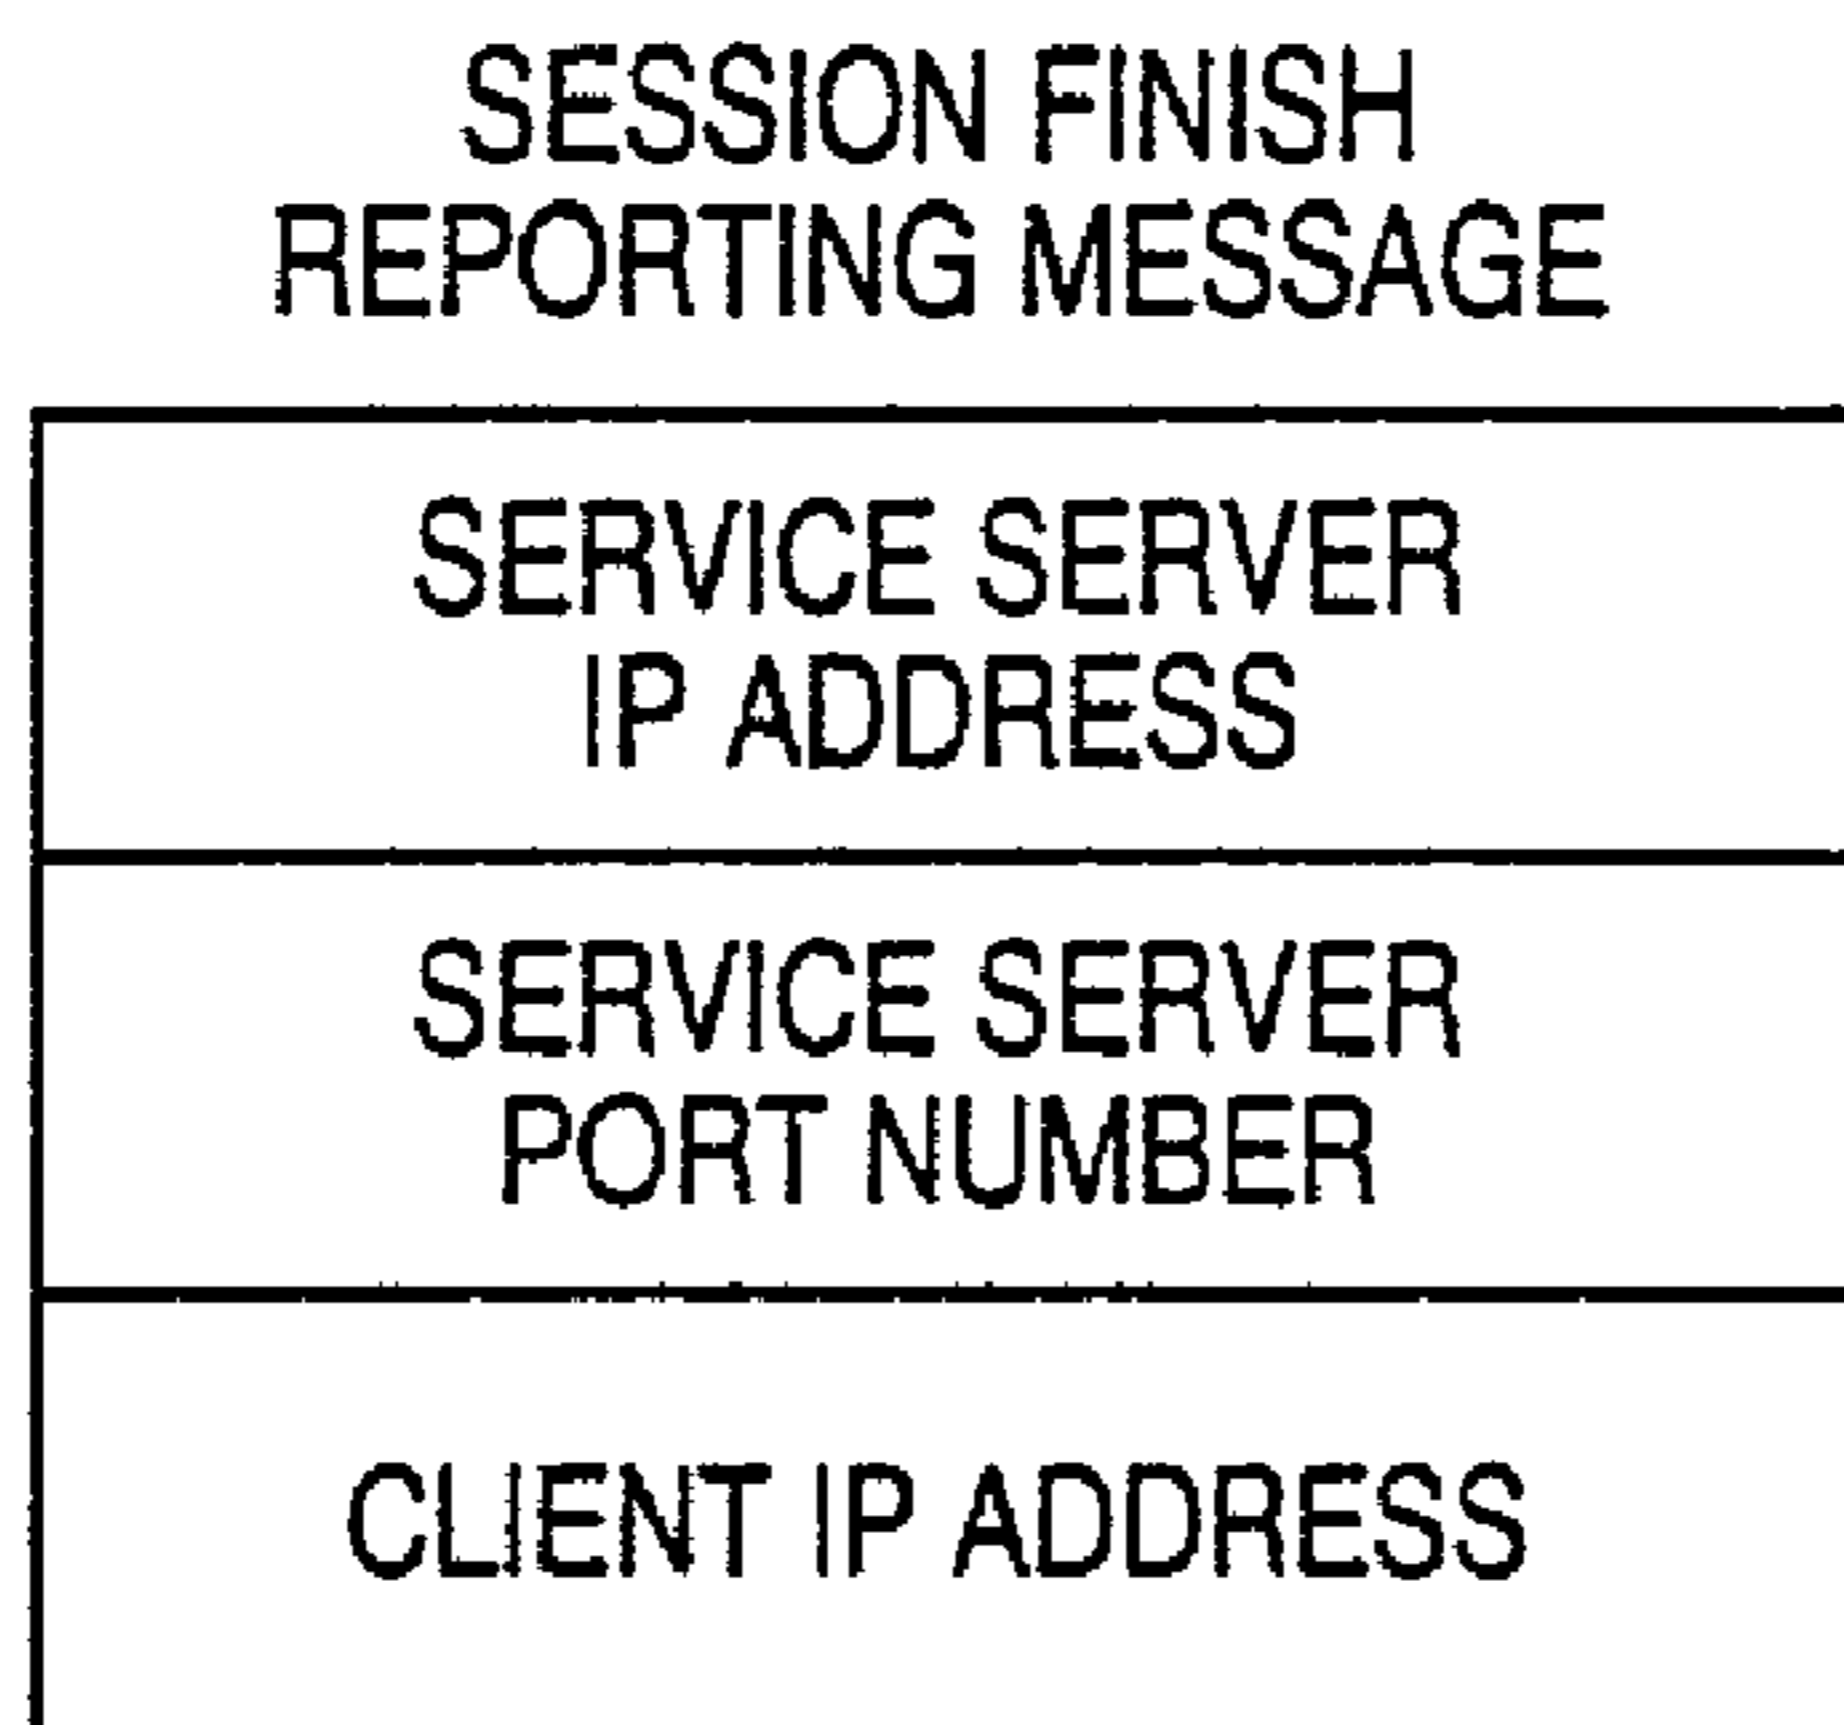 SESSION FINISH
REPORTING MESSAGE
SERVICE SERVER
IP ADDRESS
SERVICE SERVER
PORT NUMBER
CLIENT IP ADDRESS